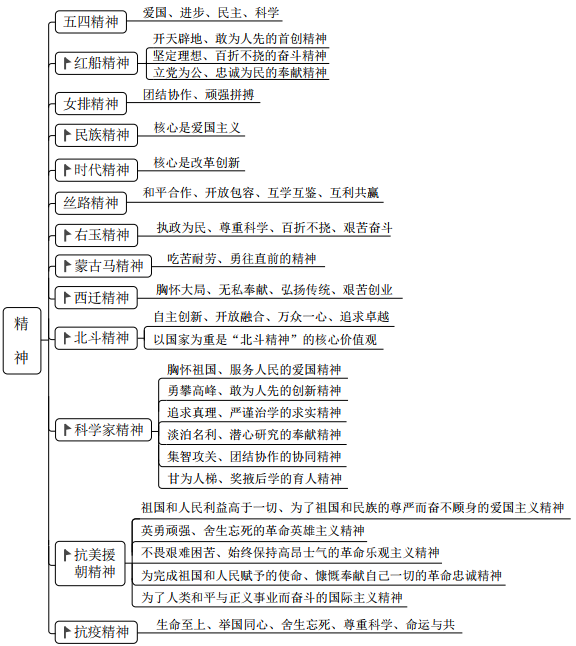 精
神
五四精神
爱国、进步、民主、科学
红船精神
开天辟地、敢为人先的首创精神
坚定理想、百折不挠的奋斗精神
立党为公、忠诚为民的奉献精神
女排精神
团结协作、顽强拼搏
民族精神
核心是爱国主义
时代精神
核心是改革创新
丝路精神
和平合作、开放包容、互学互鉴、互利共赢
右玉精神
执政为民、尊重科学、百折不挠、艰苦奋斗
蒙古马精神
吃苦耐劳、勇往直前的精神
西迁精神
胸怀大局、无私奉献、弘扬传统、艰苦创业
北斗精神
自主创新、开放融合、万众一心、追求卓越
以国家为重是“北斗精神”的核心价值观
科学家精神
胸怀祖国、服务人民的爱国精神
勇攀高峰、敢为人先的创新精神
追求真理、严谨治学的求实精神
淡泊名利、潜心研究的奉献精神
集智攻关、团结协作的协同精神
甘为人梯、奖掖后学的育人精神
抗美援
朝精神
祖国和人民利益高于一切、为了祖国和民族的尊严而奋不顾身的爱国主义精神
英勇顽强、舍生忘死的革命英雄主义精神
不畏艰难困苦、始终保持高昂士气的革命乐观主义精神
为完成祖国和人民赋予的使命、慷慨奉献自己一切的革命忠诚精神
为了人类和平与正义事业而奋斗的国际主义精神
抗疫精神
生命至上、举国同心、舍生忘死、尊重科学、命运与共